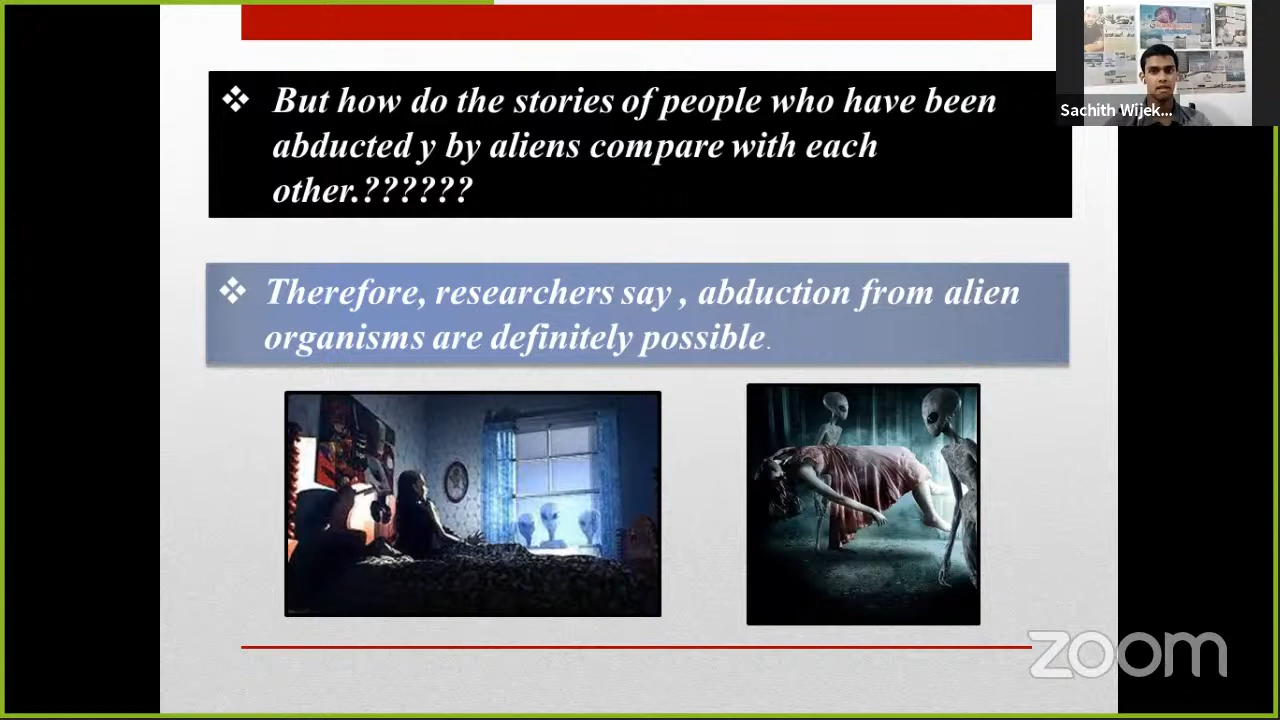 ❖ But how do the stories of people who have been
abducted y by aliens compare with each
other.??????
Sachith Wijek...
❖ Therefore, researchers say , abduction from alien
organisms are definitely possible.
zoom